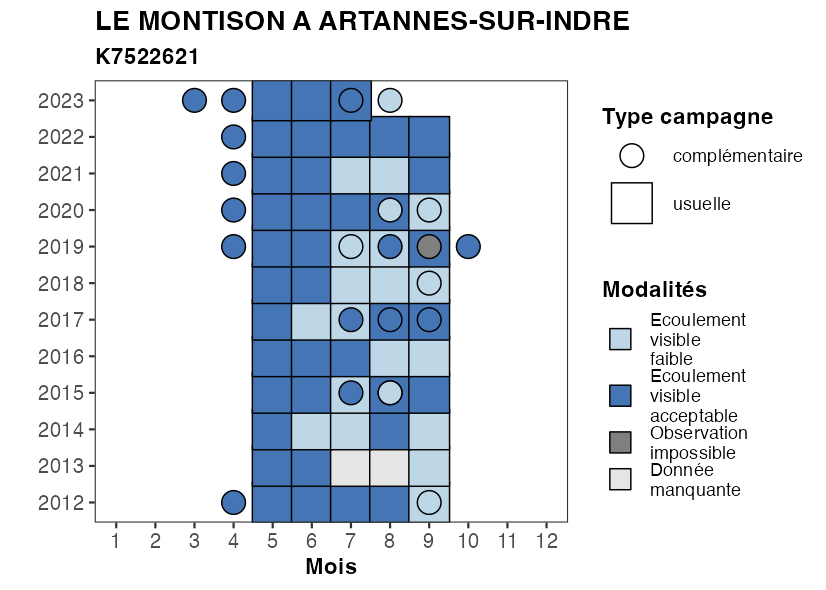 LE MONTISON A ARTANNES-SUR-INDRE
K7522621
2023
2022
2021
2020
2019
2018
2017
2016
2015
2014
2013
2012
1 2 3 4 5 6 7 8 9 10 11 12
Mois
Type campagne
complémentaire
usuelle
Modalités
Ecoulement
visible
faible
Ecoulement
visible
acceptable
Observation
impossible
Donnée
manquante